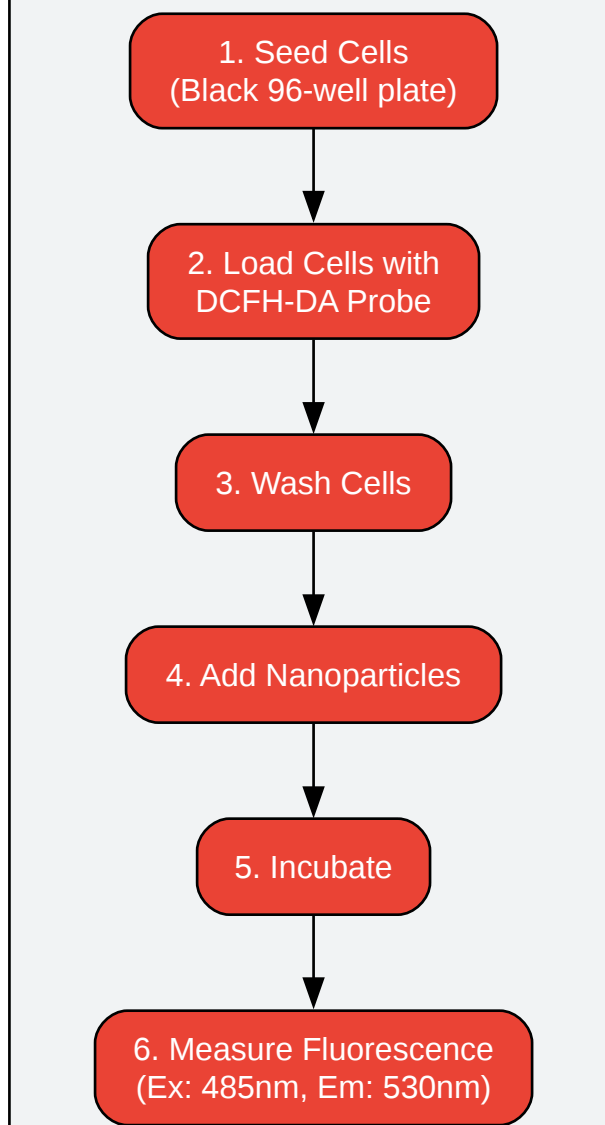 1. Seed Cells
(Black 96-well plate)
2. Load Cells with
DCFH-DA Probe
3. Wash Cells
4. Add Nanoparticles
5. Incubate
6. Measure Fluorescence
(Ex: 485nm, Em: 530nm)